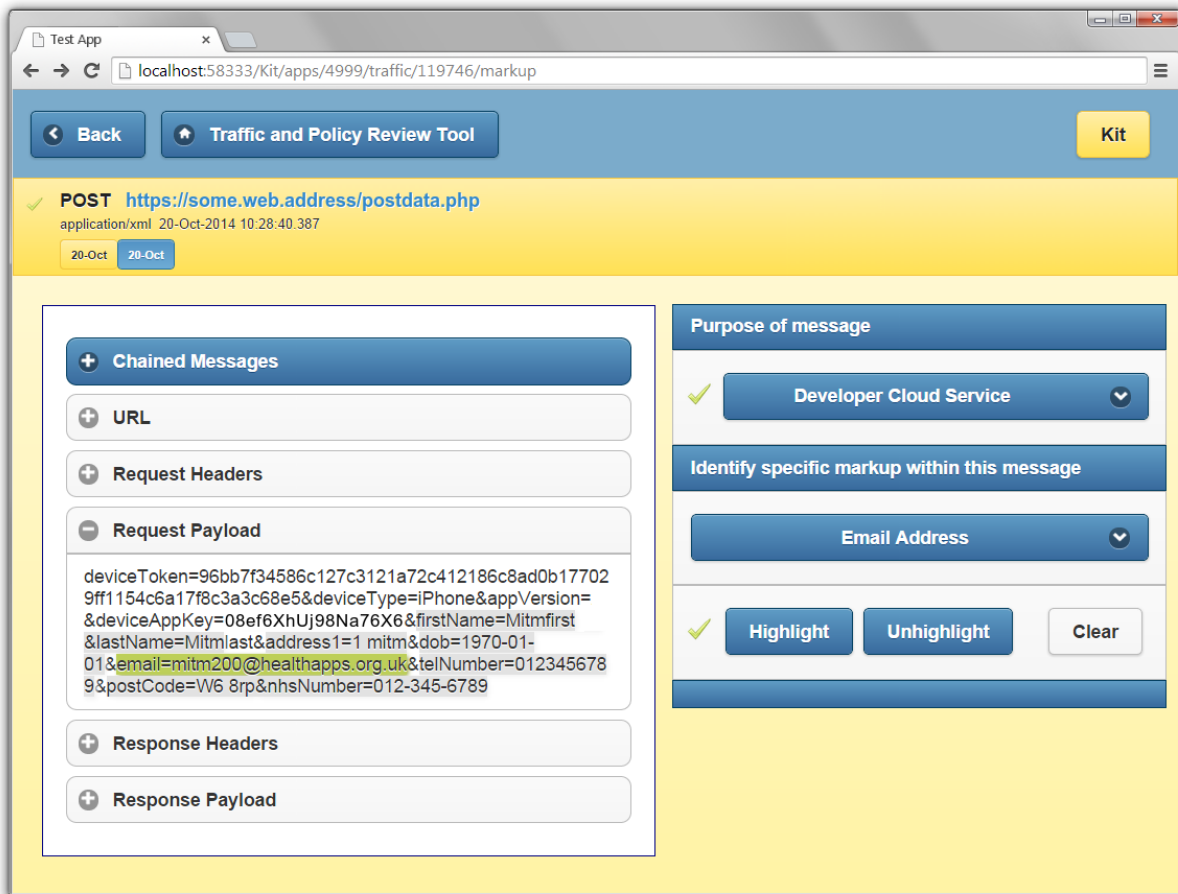 Test App
localhost:58333/Kit/apps/4999/traffic/119746/markup
Back
Traffic and Policy Review Tool
Kit
POST https://some.web.address/postdata.php
application/xml 20-Oct-2014 10:28:40.387
20-Oct 20-Oct
Chained Messages
URL
Request Headers
Request Payload
deviceToken=96bb7f34586c127c3121a72c412186c8ad0b17702
9ff1154c6a17f8c3a3c68e5&deviceType=iPhone&appVersion=
&deviceAppKey=08ef6XhUj98Na76X6&firstName=Mitmfirst
&lastName=Mitmlast&address1=1 mitm&dob=1970-01-
01&email=mitm200@healthapps.org.uk&telNumber=012345678
9&postCode=W6 8rp&nhsNumber=012-345-6789
Response Headers
Response Payload
Purpose of message
Developer Cloud Service
Identify specific markup within this message
Email Address
Highlight
Unhighlight
Clear